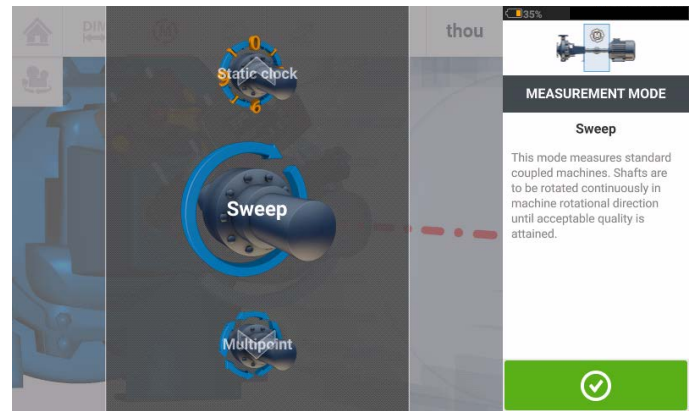 DIM
thou
35%
Static clock
0
9
6
Sweep
Multipoint
MEASUREMENT MODE
Sweep
This mode measures standard
coupled machines. Shafts are
to be rotated continuously in
machine rotational direction
until acceptable quality is
attained.